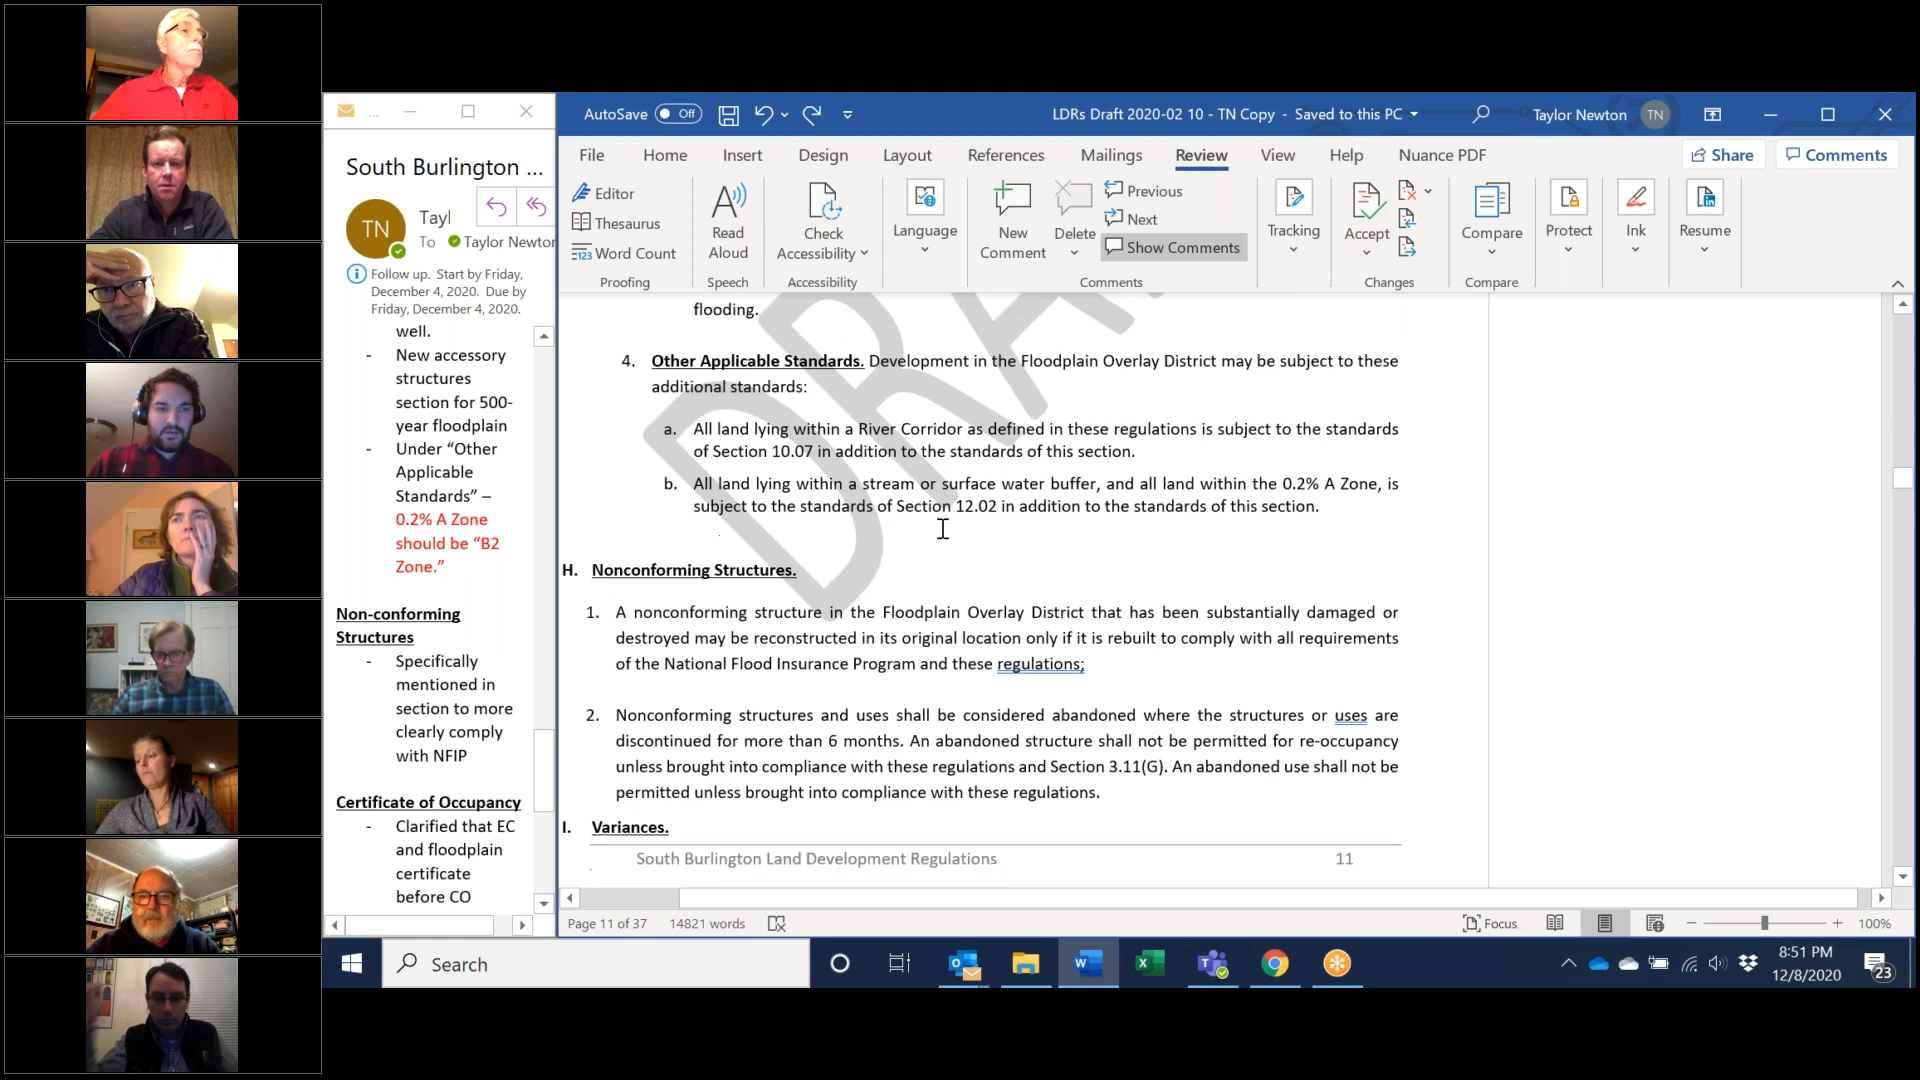 ...
South Burlington ...
TN
Tayl
To Taylor Newton
Follow up. Start by Friday,
December 4, 2020. Due by
Friday, December 4, 2020.
well.
- New accessory
structures
section for 500-
year floodplain
- Under “Other
Applicable
Standards” –
0.2% A Zone
should be “B2
Zone.”
Non-conforming
Structures
- Specifically
mentioned in
section to more
clearly comply
with NFIP
Certificate of Occupancy
- Clarified that EC
and floodplain
certificate
before CO
AutoSave Off
LDRs Draft 2020-02 10 - TN Copy - Saved to this PC
Taylor Newton TN
File Home Insert Design Layout References Mailings Review View Help Nuance PDF
Share Comments
Editor
Thesaurus
123 Word Count
Proofing
Read
Aloud
Speech
Check
Accessibility
Accessibility
Language
New
Comment
Delete
Previous
Next
Show Comments
Comments
Tracking
Accept
Changes
Compare
Compare
Protect
Ink
Resume
DRA
flooding.
4. Other Applicable Standards. Development in the Floodplain Overlay District may be subject to these
additional standards:
a. All land lying within a River Corridor as defined in these regulations is subject to the standards
of Section 10.07 in addition to the standards of this section.
b. All land lying within a stream or surface water buffer, and all land within the 0.2% A Zone, is
subject to the standards of Section 12.02 in addition to the standards of this section.
H. Nonconforming Structures.
1. A nonconforming structure in the Floodplain Overlay District that has been substantially damaged or
destroyed may be reconstructed in its original location only if it is rebuilt to comply with all requirements
of the National Flood Insurance Program and these regulations;
2. Nonconforming structures and uses shall be considered abandoned where the structures or uses are
discontinued for more than 6 months. An abandoned structure shall not be permitted for re-occupancy
unless brought into compliance with these regulations and Section 3.11(G). An abandoned use shall not be
permitted unless brought into compliance with these regulations.
I. Variances.
South Burlington Land Development Regulations 11
Page 11 of 37 14821 words
Focus
100%
Search
8:51 PM
12/8/2020
23